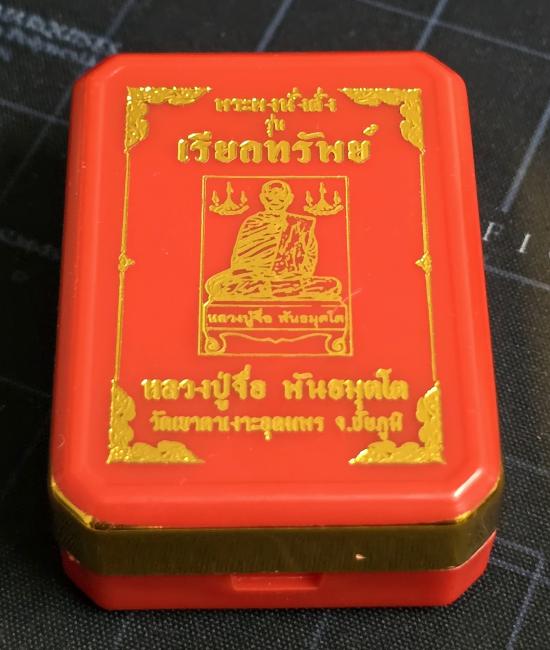 พระผงนั่งตั่ง
รุ่น
เรียกทรัพย์
หลวงปู่จื่อ พันธมุตโต
หลวงปู่จื่อ พันธมุตโต
วัดเขาตาเงาะอุดมพร จ.ชัยภูมิ
FI